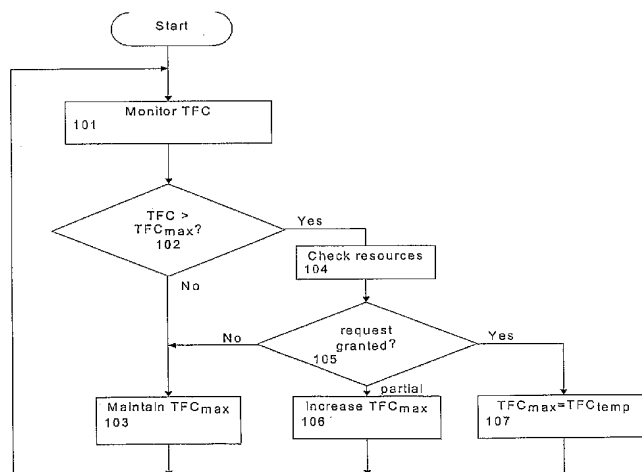 Start
Monitor TFC
101
TFC >
TFCmax?
102
Yes
Check resources
104
No
request
granted?
105
No
Yes
partial
Maintain TFCmax
103
Increase TFCmax
106
TFCmax=TFCtemp
107